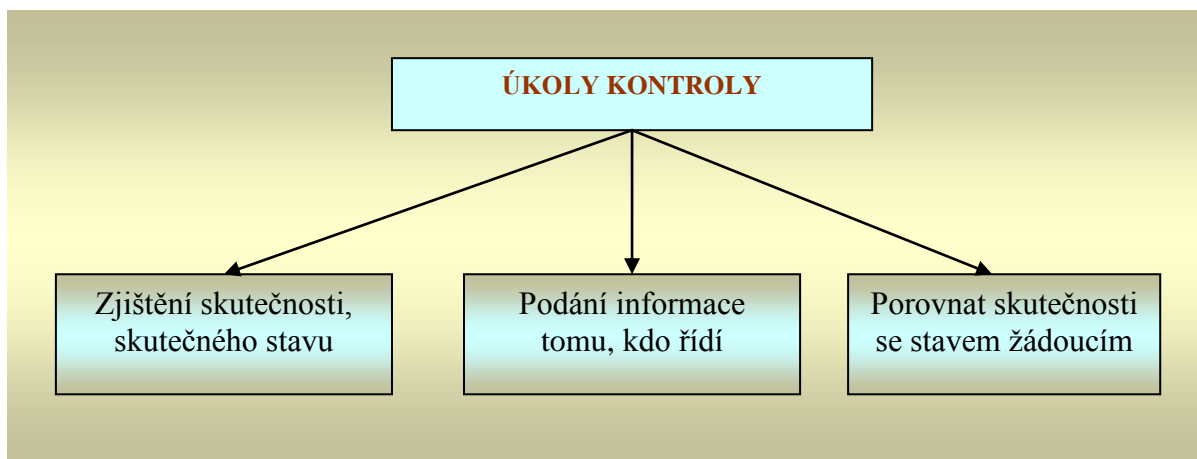 ÚKOLY KONTROLY
Zjištění skutečnosti,
skutečného stavu
Podání informace
tomu, kdo řídí
Porovnat skutečnosti
se stavem žádoucím